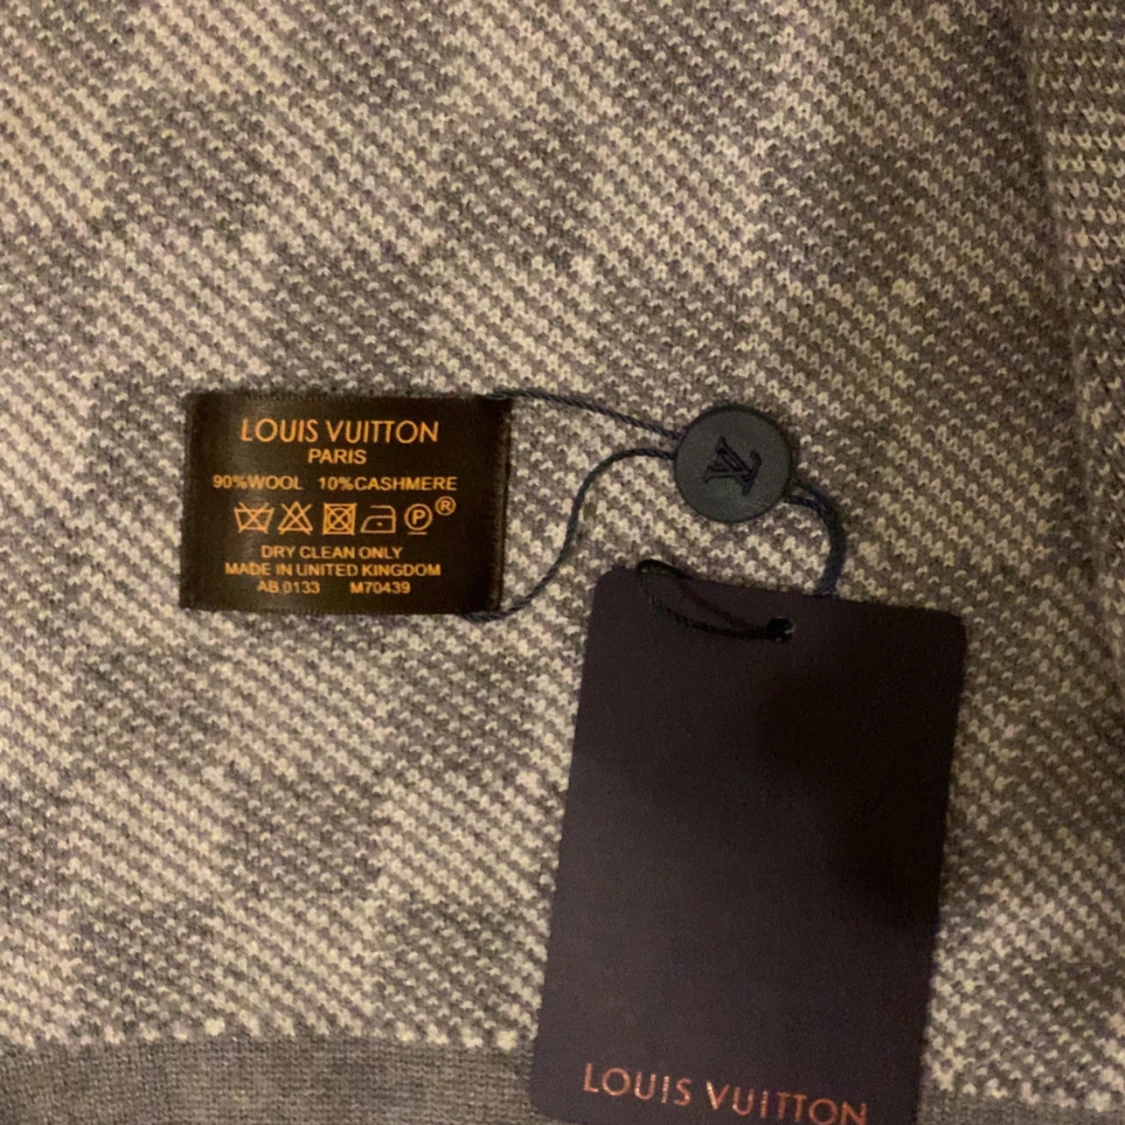 LOUIS VUITTON
PARIS
90%WOOL 10%CASHMERE
P ®
DRY CLEAN ONLY
MADE IN UNITED KINGDOM
AB 0133 M70439
LV
LOUIS VUITTON